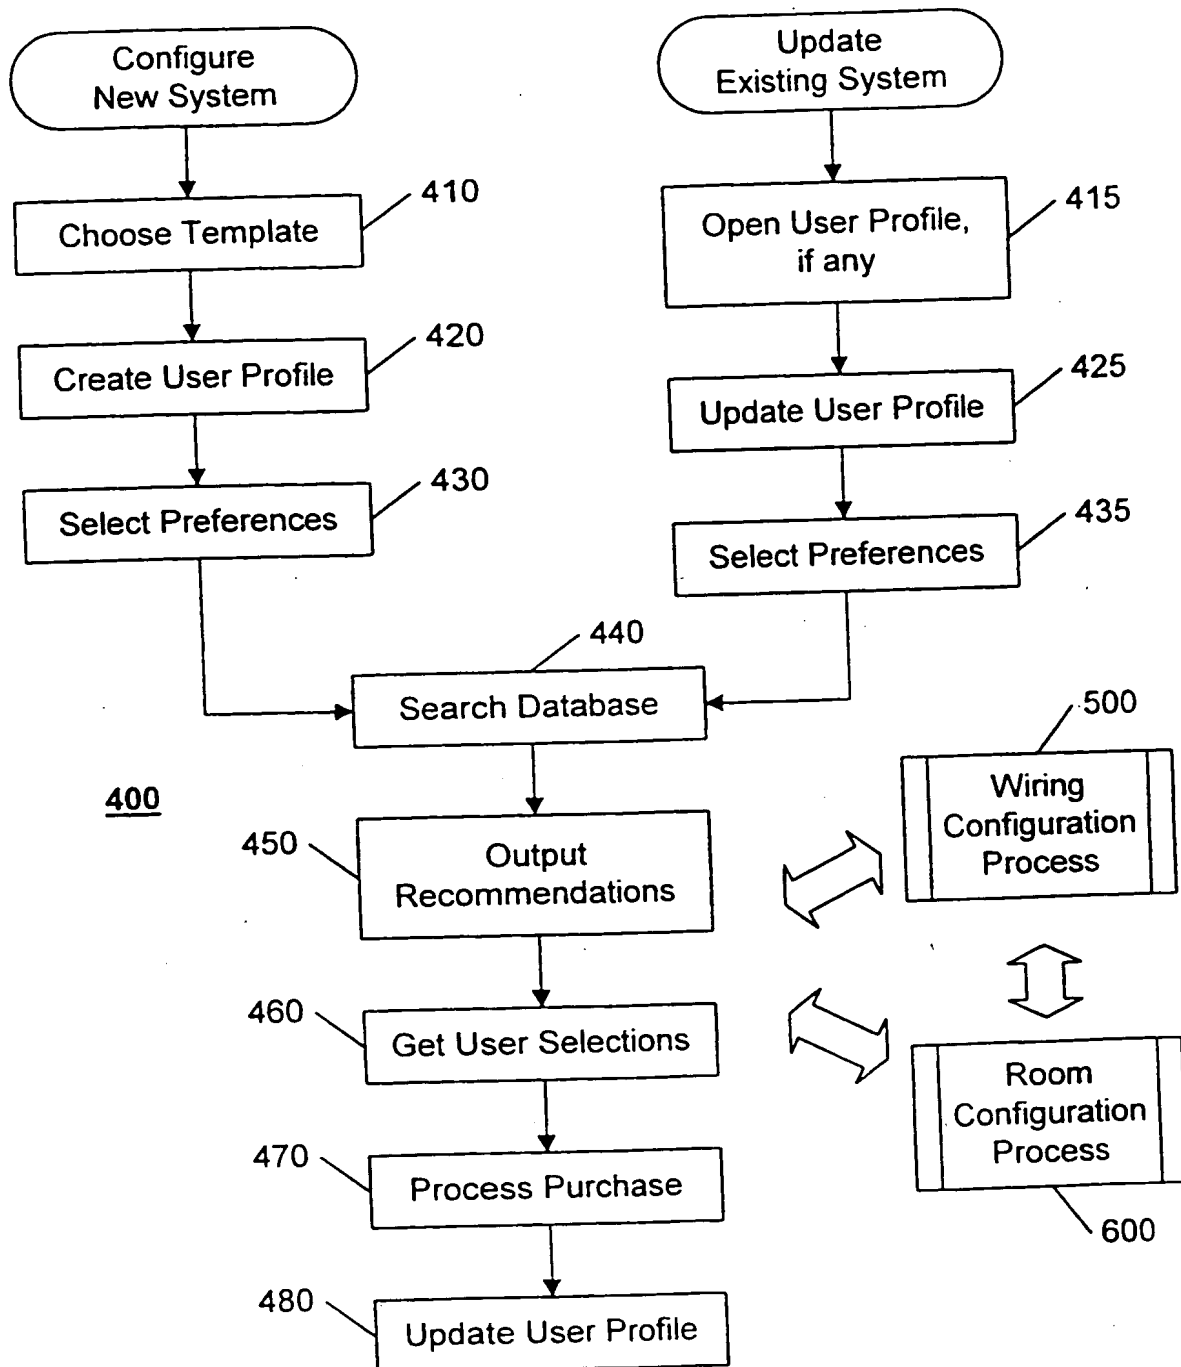 Configure
New System
Update
Existing System
410
Choose Template
415
Open User Profile,
if any
420
Create User Profile
425
Update User Profile
430
Select Preferences
435
Select Preferences
440
Search Database
400
500
Wiring
Configuration
Process
450
Output
Recommendations
460
Get User Selections
Room
Configuration
Process
600
470
Process Purchase
480
Update User Profile